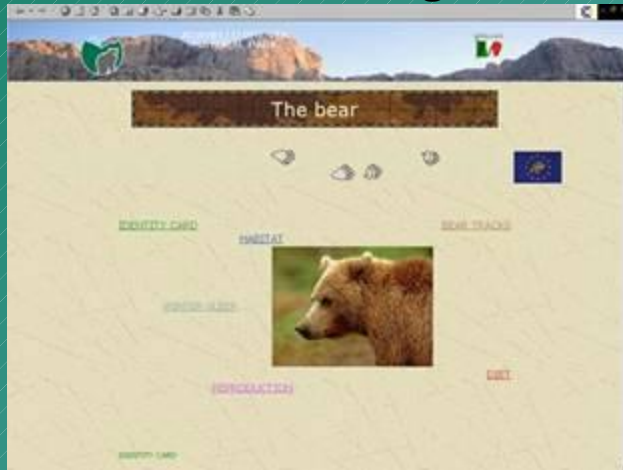 The bear
IDENTITY CARD
BEAR TRACKS
HABITAT
WINTER SLEEP
DIET
REPRODUCTION
IDENTITY CARD